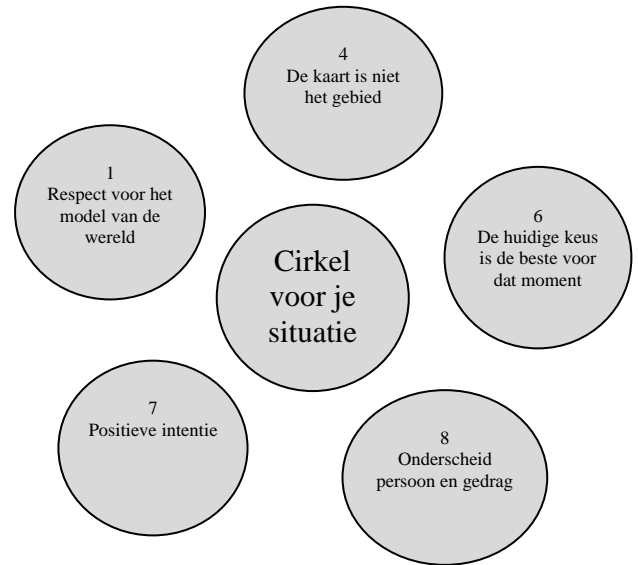 4
De kaart is niet
het gebied
1
Respect voor het
model van de
wereld
6
De huidige keus
is de beste voor
dat moment
Cirkel
voor je
situatie
7
Positieve intentie
8
Onderscheid
persoon en gedrag